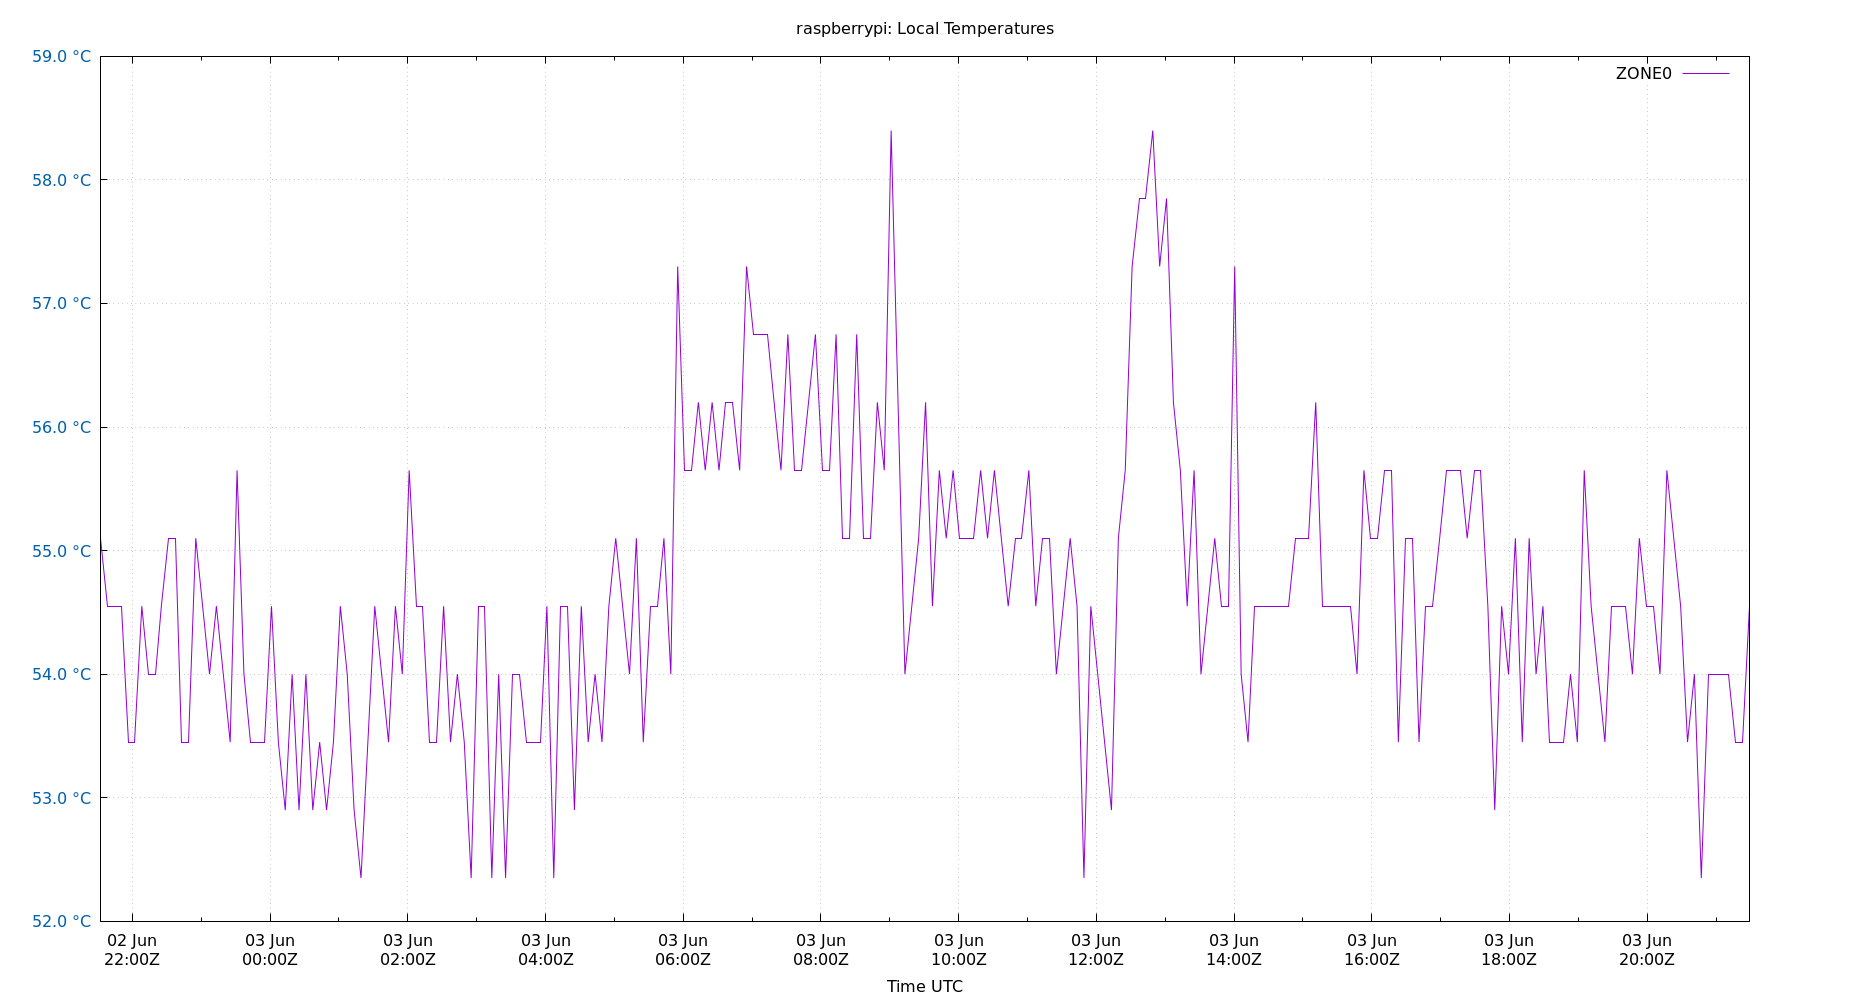 raspberrypi: Local Temperatures
59.0 °C
ZONE0
58.0 °C
57.0 °C
56.0 °C
55.0 °C
54.0 °C
53.0 °C
52.0 °C
02 Jun 03 Jun 03 Jun 03 Jun 03 Jun 03 Jun 03 Jun 03 Jun 03 Jun 03 Jun 03 Jun 03 Jun
22:00Z 00:00Z 02:00Z 04:00Z 06:00Z 08:00Z 10:00Z 12:00Z 14:00Z 16:00Z 18:00Z 20:00Z
Time UTC